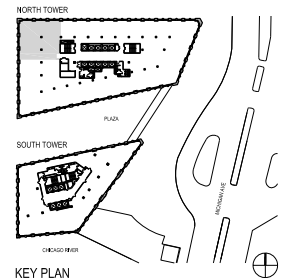 NORTH TOWER
PLAZA
SOUTH TOWER
MICHIGAN AVE
CHICAGO RIVER
KEY PLAN